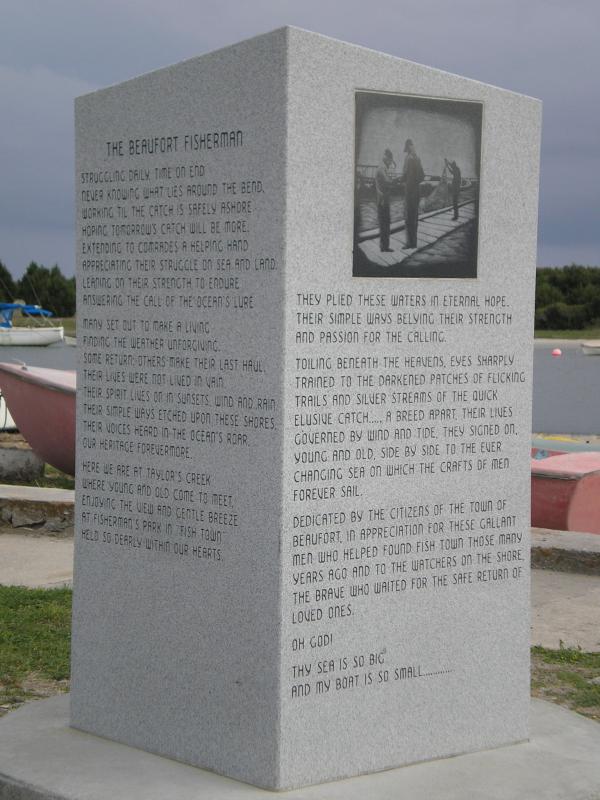 THE BEAUFORT FISHERMAN
STRUGGLING DAILY, TIME ON END
NEVER KNOWING WHAT LIES AROUND THE BEND,
WORKING TIL THE CATCH IS SAFELY ASHORE
HOPING TOMORROW'S CATCH WILL BE MORE,
EXTENDING TO COMRADES A HELPING HAND
APPRECIATING THEIR STRUGGLE ON SEA AND LAND,
LEANING ON THEIR STRENGTH TO ENDURE
ANSWERING THE CALL OF THE OCEAN'S LURE
MANY SET OUT TO MAKE A LIVING
FINDING THE WEATHER UNFORGIVING.
SOME RETURN; OTHERS MAKE THEIR LAST HAUL,
THEIR LIVES WERE NOT LIVED IN VAIN.
THEIR SPIRIT LIVES ON IN SUNSETS, WIND AND RAIN,
THEIR SIMPLE WAYS ETCHED UPON THESE SHORES,
THEIR VOICES HEARD IN THE OCEAN'S ROAR,
OUR HERITAGE FOREVERMORE.
HERE WE ARE AT TAYLOR'S CREEK
WHERE YOUNG AND OLD COME TO MEET,
ENJOYING THE VIEW AND GENTLE BREEZE
AT FISHERMAN'S PARK IN "FISH TOWN"
HELD SO DEARLY WITHIN OUR HEARTS.
THEY PLIED THESE WATERS IN ETERNAL HOPE.
THEIR SIMPLE WAYS BELYING THEIR STRENGTH
AND PASSION FOR THE CALLING.
TOILING BENEATH THE HEAVENS, EYES SHARPLY
TRAINED TO THE DARKENED PATCHES OF FLICKING
TRAILS AND SILVER STREAMS OF THE QUICK
ELUSIVE CATCH...., A BREED APART, THEIR LIVES
GOVERNED BY WIND AND TIDE, THEY SIGNED ON,
YOUNG AND OLD, SIDE BY SIDE TO THE EVER
CHANGING SEA ON WHICH THE CRAFTS OF MEN
FOREVER SAIL.
DEDICATED BY THE CITIZENS OF THE TOWN OF
BEAUFORT, IN APPRECIATION FOR THESE GALLANT
MEN WHO HELPED FOUND FISH TOWN THOSE MANY
YEARS AGO AND TO THE WATCHERS ON THE SHORE,
THE BRAVE WHO WAITED FOR THE SAFE RETURN OF
LOVED ONES.
OH GOD!
THY SEA IS SO BIG
AND MY BOAT IS SO SMALL............